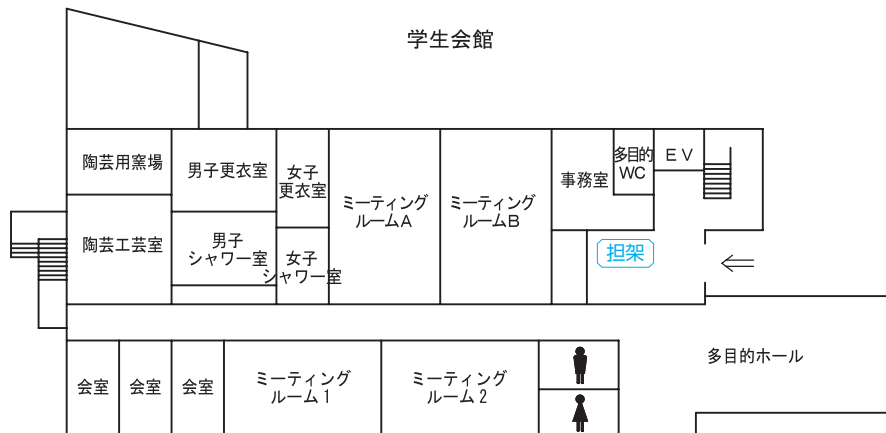 学生会館
陶芸用窯場
男子更衣室
女子
更衣室
ミーティング
ルームA
ミーティング
ルームB
事務室
多目的
WC
EV
陶芸工芸室
男子
シャワー室
女子
シャワー室
担架
会室
会室
会室
ミーティング
ルーム1
ミーティング
ルーム2
多目的ホール